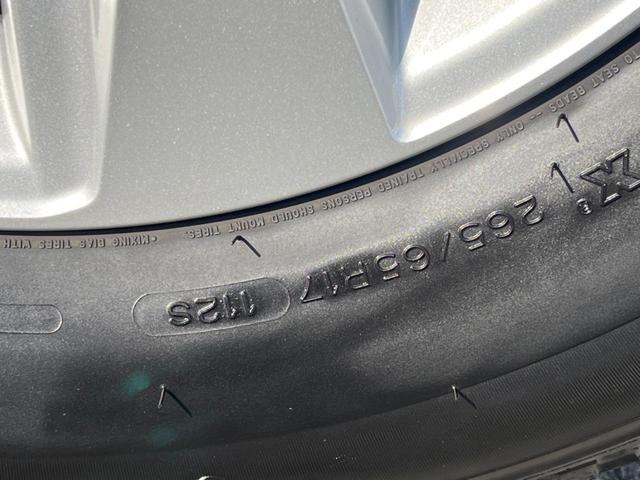 TO SEAT BEADS -- ONLY SPECIALLY TRAINED PERSONS SHOULD MOUNT TIRES.
•MIXING BIAS TIRES WITH
X® 265/65R17
112S